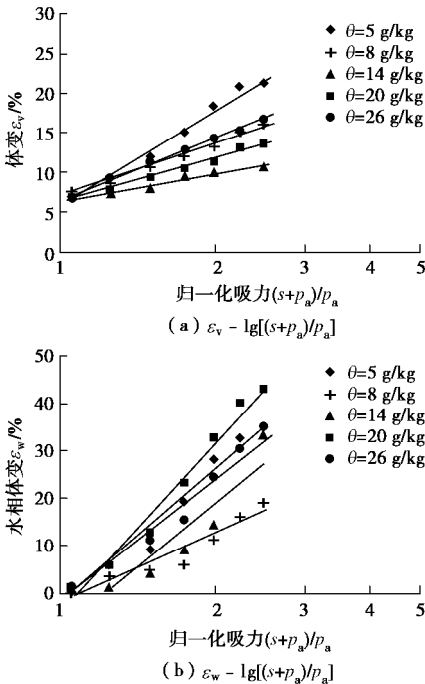 25
20
15
10
5
0
体变εv/%
θ=5 g/kg
θ=8 g/kg
θ=14 g/kg
θ=20 g/kg
θ=26 g/kg
1 2 3 4 5
归一化吸力(s+pa)/pa
(a) εv - lg[(s+pa)/pa]
50
40
30
20
10
0
水相体变εw/%
θ=5 g/kg
θ=8 g/kg
θ=14 g/kg
θ=20 g/kg
θ=26 g/kg
1 2 3 4 5
归一化吸力(s+pa)/pa
(b) εw - lg[(s+pa)/pa]